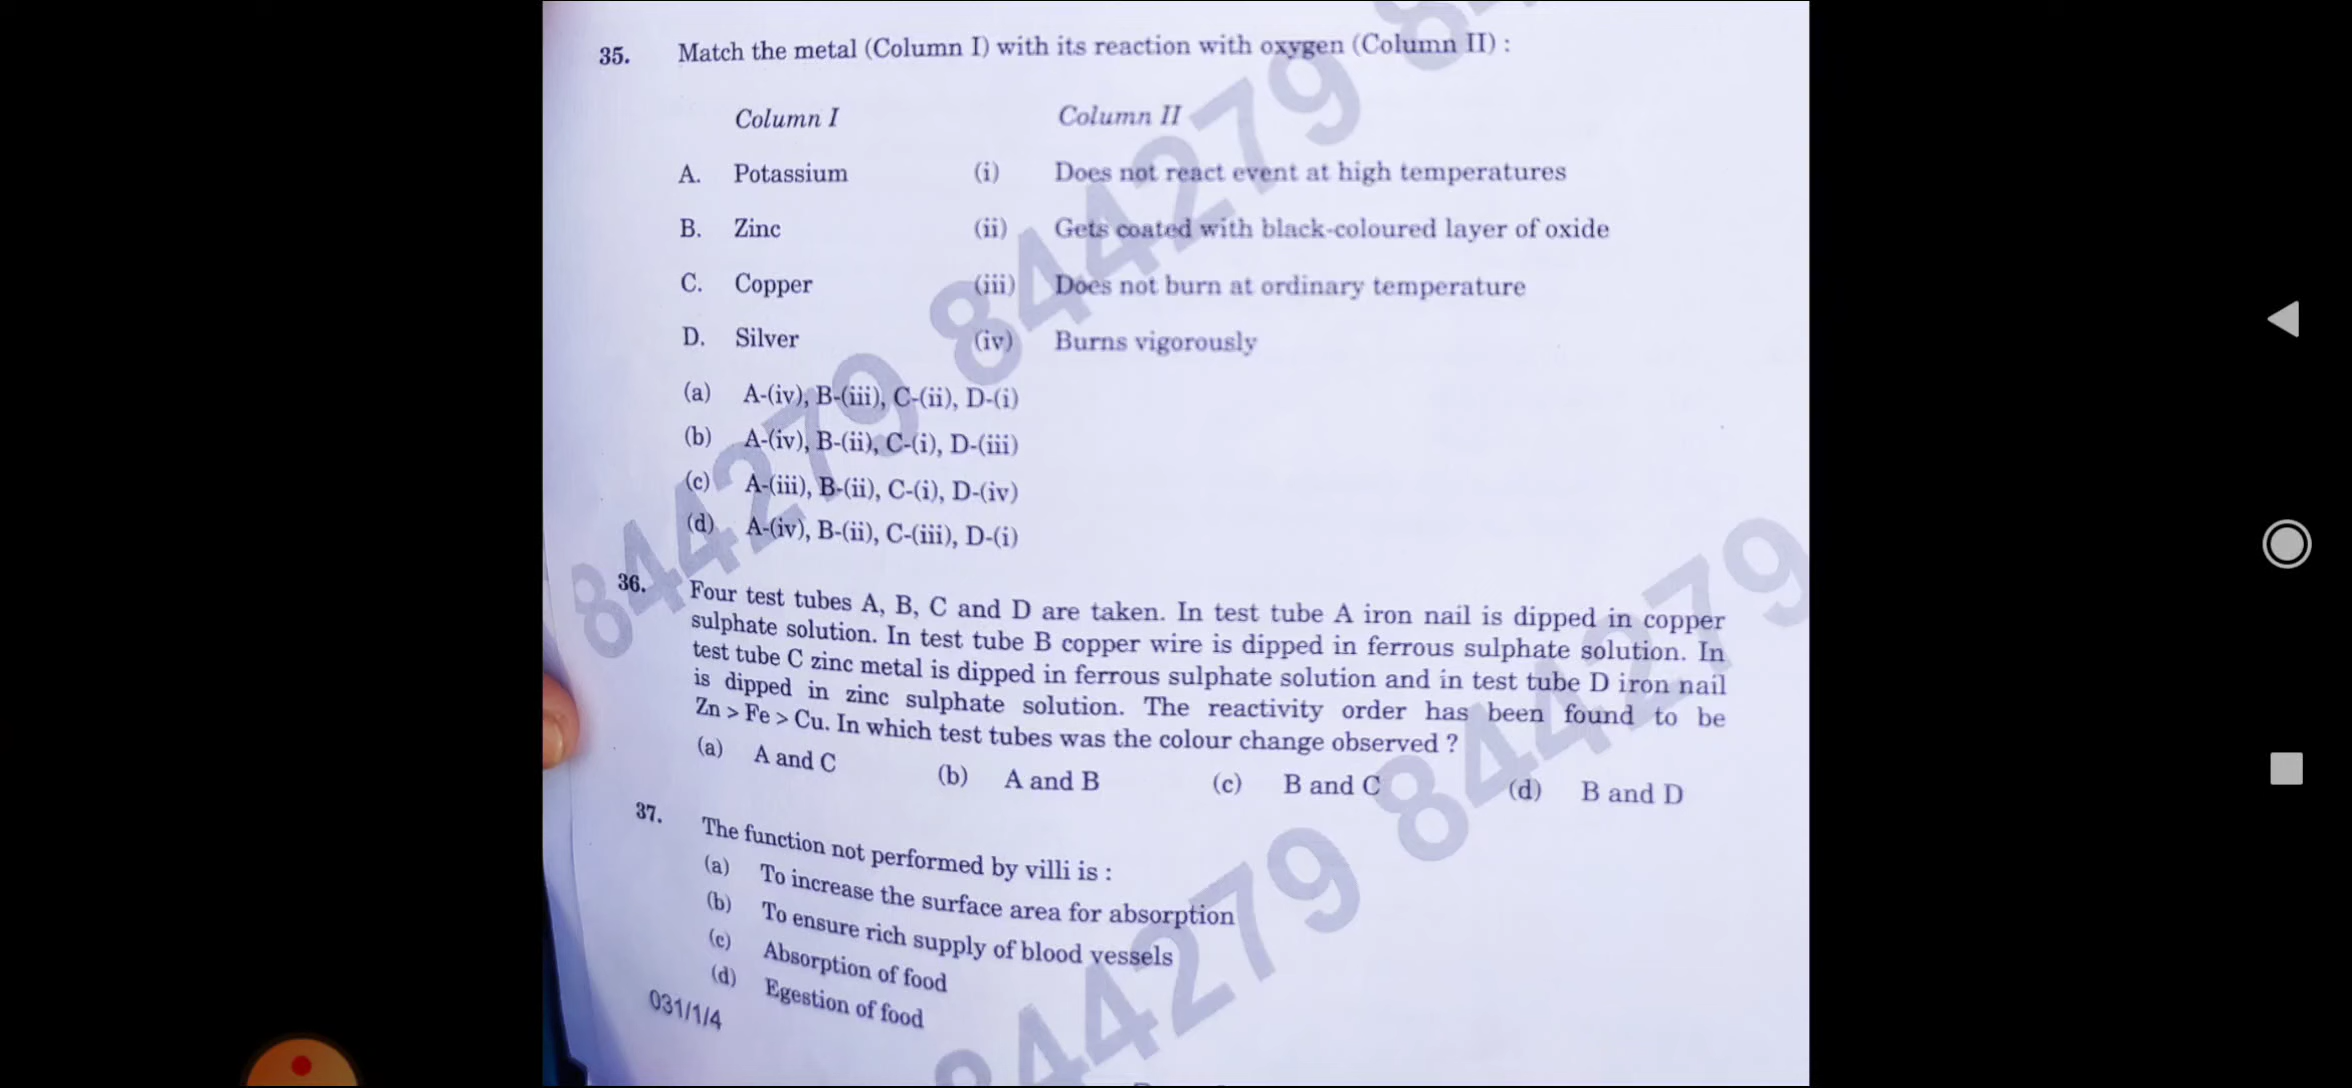 35. Match the metal (Column I) with its reaction with oxygen (Column II) :
Column I Column II
A. Potassium (i) Does not react event at high temperatures
B. Zinc (ii) Gets coated with black-coloured layer of oxide
C. Copper (iii) Does not burn at ordinary temperature
D. Silver (iv) Burns vigorously
(a) A-(iv), B-(iii), C-(ii), D-(i)
(b) A-(iv), B-(ii), C-(i), D-(iii)
(c) A-(iii), B-(ii), C-(i), D-(iv)
(d) A-(iv), B-(ii), C-(iii), D-(i)
36. Four test tubes A, B, C and D are taken. In test tube A iron nail is dipped in copper
sulphate solution. In test tube B copper wire is dipped in ferrous sulphate solution. In
test tube C zinc metal is dipped in ferrous sulphate solution and in test tube D iron nail
is dipped in zinc sulphate solution. The reactivity order has been found to be
Zn > Fe > Cu. In which test tubes was the colour change observed ?
(a) A and C (b) A and B (c) B and C (d) B and D
37. The function not performed by villi is :
(a) To increase the surface area for absorption
(b) To ensure rich supply of blood vessels
(c) Absorption of food
(d) Egestion of food
031/1/4
844279 844279 844279
844279 844279